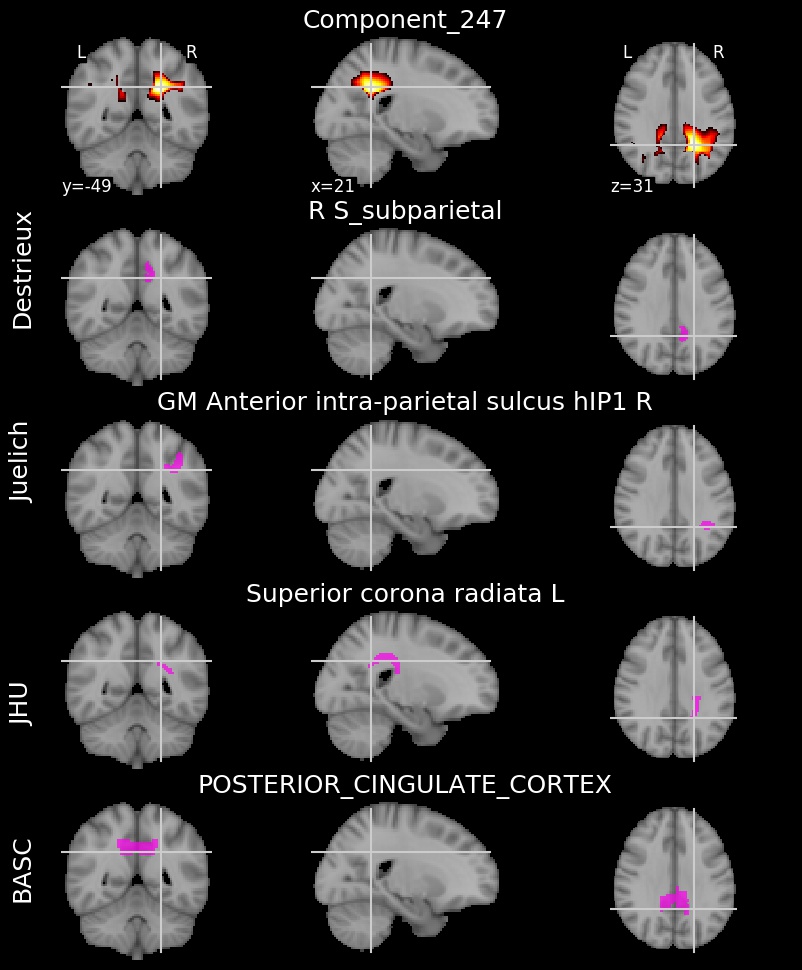 Component_247
L R L R
y=-49 x=21 z=31
R S_subparietal
Destrieux
GM Anterior intra-parietal sulcus hIP1 R
Juelich
Superior corona radiata L
JHU
POSTERIOR_CINGULATE_CORTEX
BASC